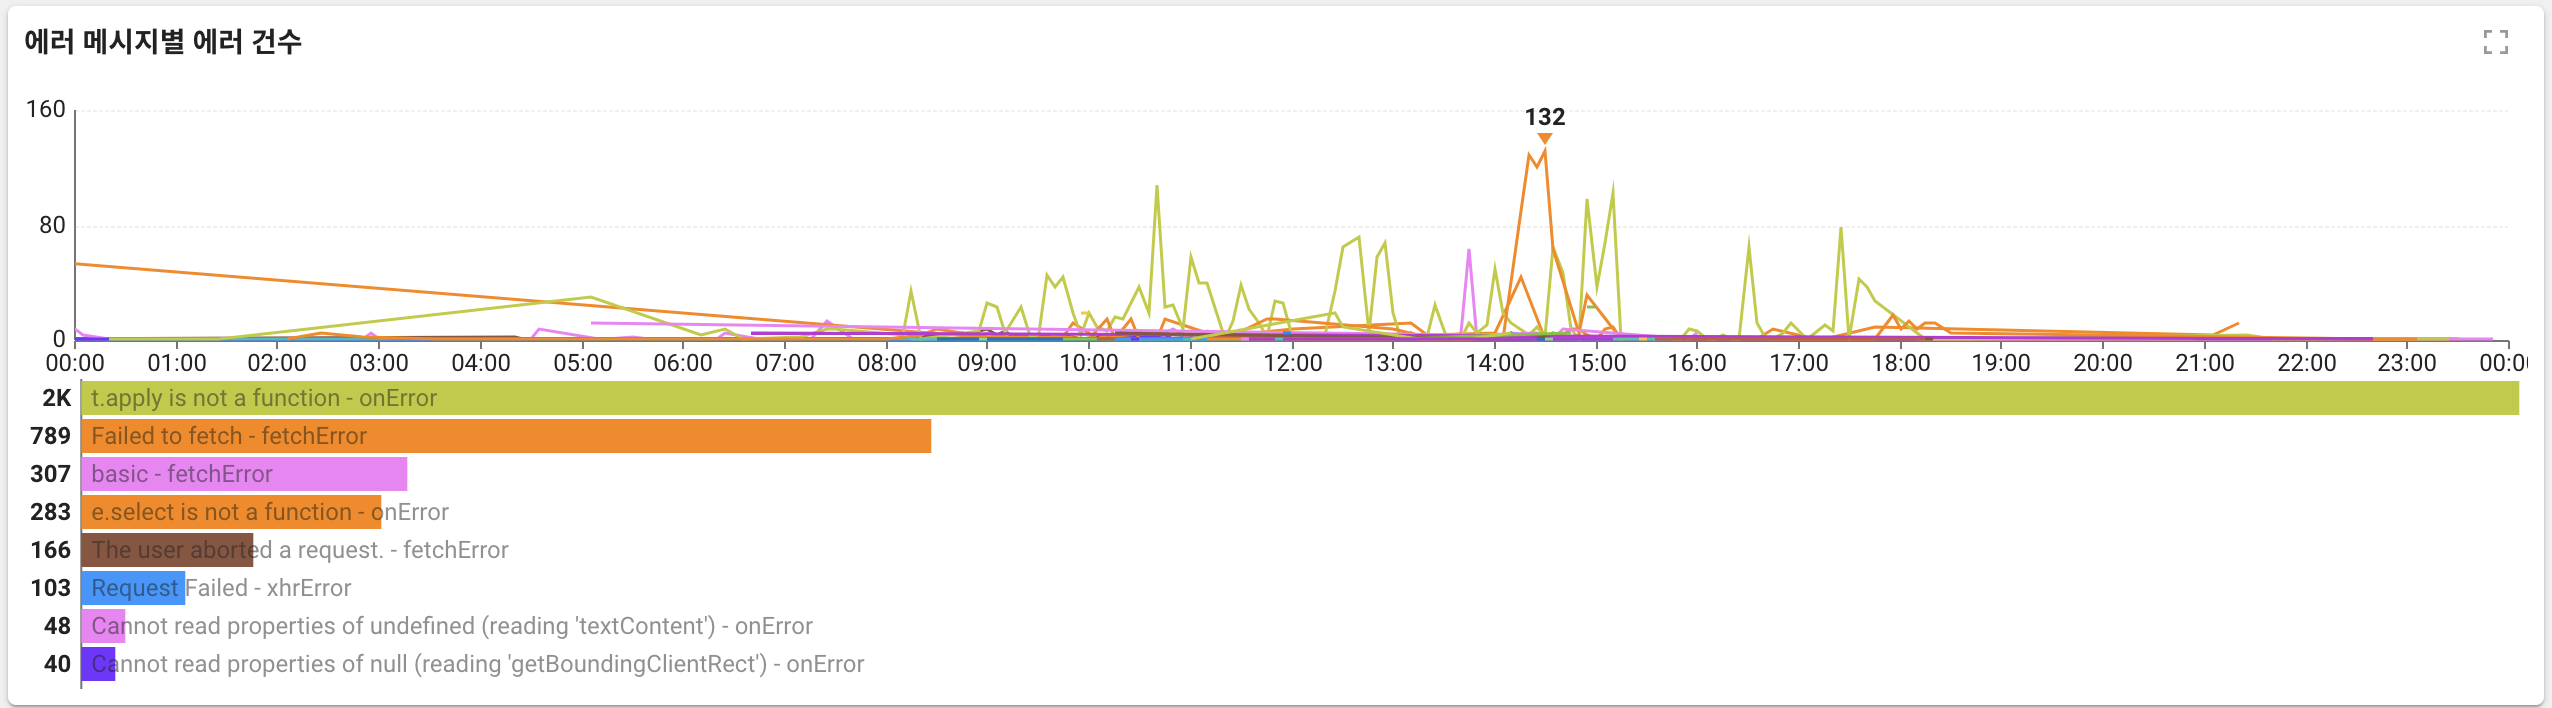 에러 메시지별 에러 건수
160
132
80
0
00:00 01:00 02:00 03:00 04:00 05:00 06:00 07:00 08:00 09:00 10:00 11:00 12:00 13:00 14:00 15:00 16:00 17:00 18:00 19:00 20:00 21:00 22:00 23:00 00:0
2K t.apply is not a function - onError
789 Failed to fetch - fetchError
307 basic - fetchError
283 e.select is not a function - onError
166 The user aborted a request. - fetchError
103 Request Failed - xhrError
48 Cannot read properties of undefined (reading 'textContent') - onError
40 Cannot read properties of null (reading 'getBoundingClientRect') - onError